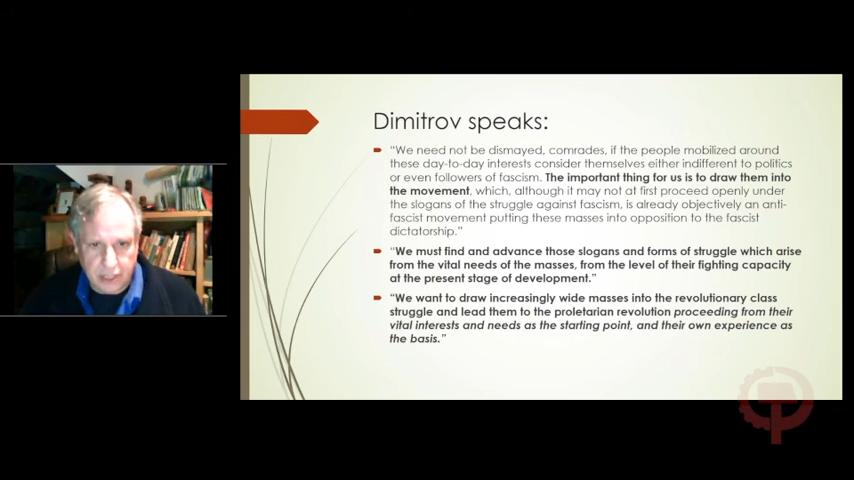 Dimitrov speaks:
“We need not be dismayed, comrades, if the people mobilized around
these day-to-day interests consider themselves either indifferent to politics
or even followers of fascism. The important thing for us is to draw them into
the movement, which, although it may not at first proceed openly under
the slogans of the struggle against fascism, is already objectively an anti-
fascist movement putting these masses into opposition to the fascist
dictatorship.”
“We must find and advance those slogans and forms of struggle which arise
from the vital needs of the masses, from the level of their fighting capacity
at the present stage of development.”
“We want to draw increasingly wide masses into the revolutionary class
struggle and lead them to the proletarian revolution proceeding from their
vital interests and needs as the starting point, and their own experience as
the basis.”